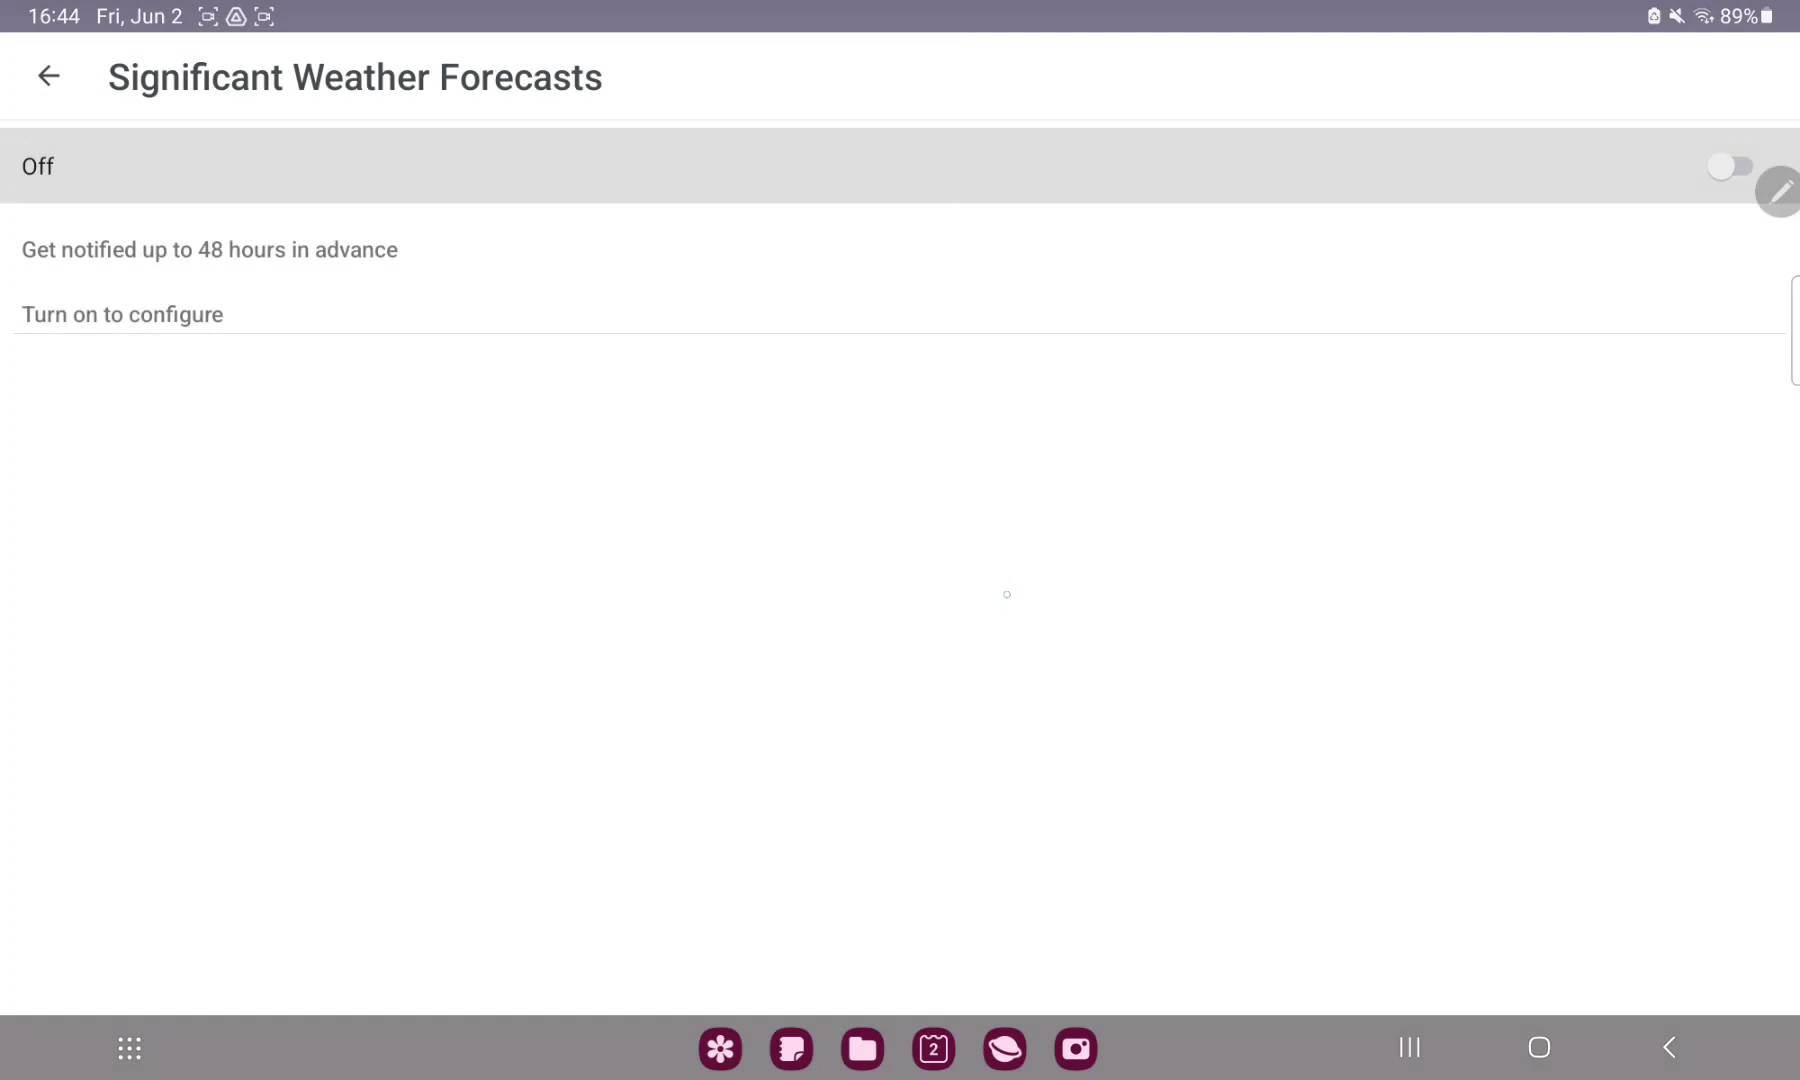 16:44 Fri, Jun 2 89%
Significant Weather Forecasts
Off
Get notified up to 48 hours in advance
Turn on to configure
2